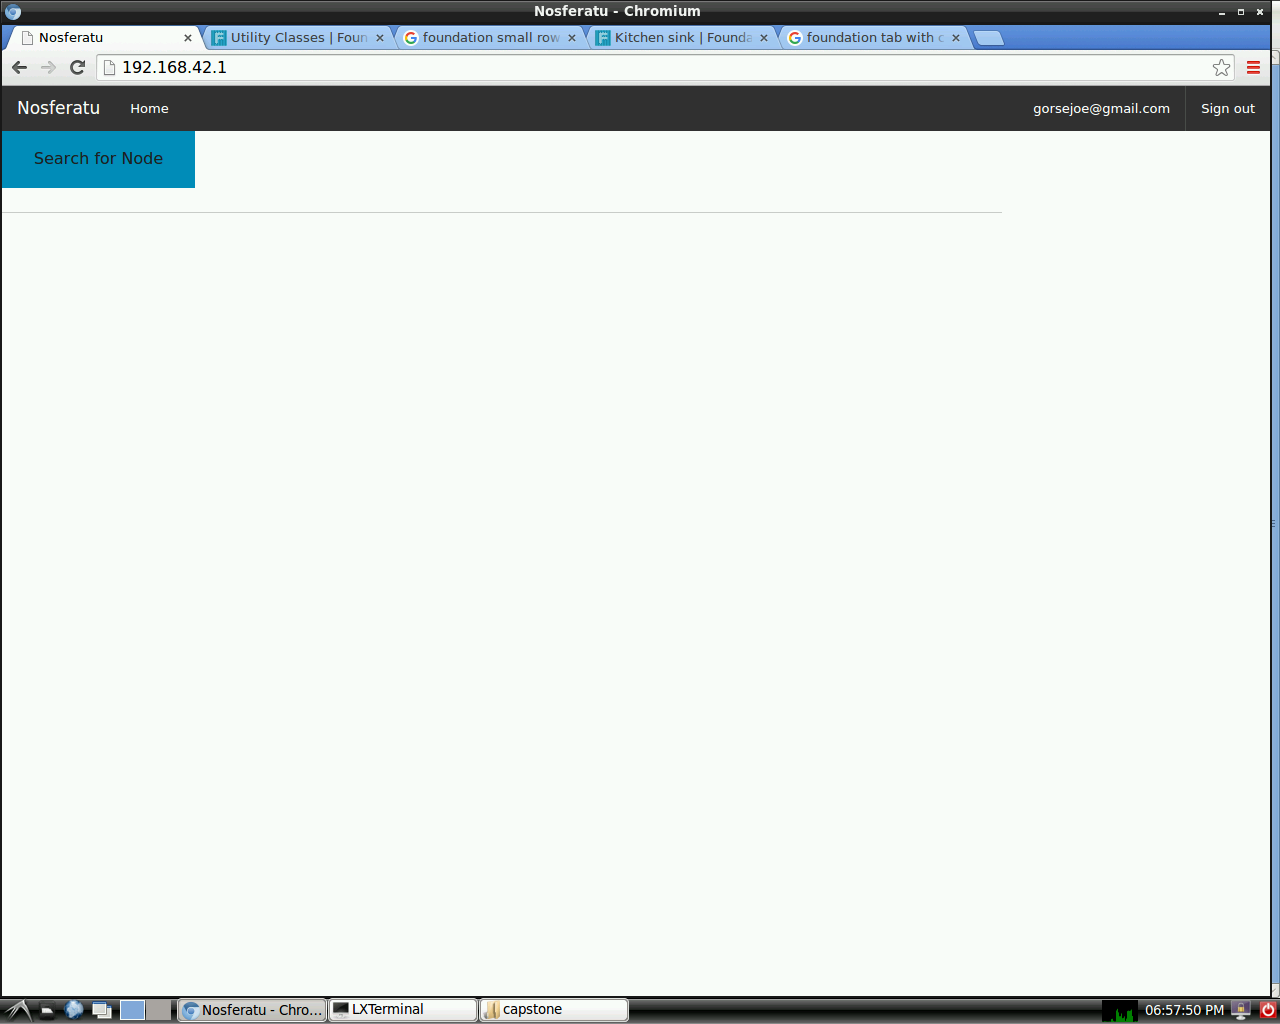 Nosferatu - Chromium
Nosferatu
Utility Classes | Foun
foundation small row
Kitchen sink | Founda
foundation tab with c
192.168.42.1
Nosferatu
Home
gorsejoe@gmail.com
Sign out
Search for Node
Nosferatu - Chro...
LXTerminal
capstone
06:57:50 PM